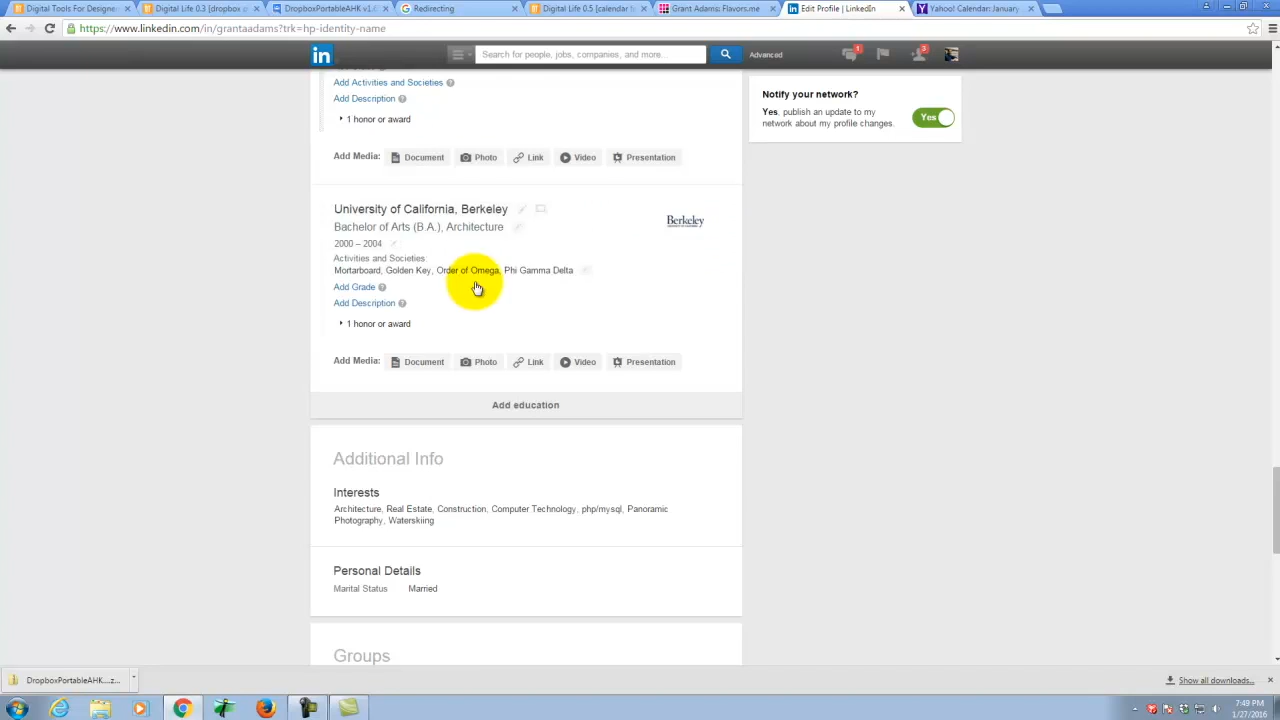 Digital Tools For Designer
Digital Life 0.3 [dropbox p
DropboxPortableAHK v1.6
Redirecting
Digital Life 0.5 [calendar t
Grant Adams: Flavors.me
Edit Profile | LinkedIn
Yahoo! Calendar: January
https://www.linkedin.com/in/grantaadams?trk=hp-identity-name
in
Search for people, jobs, companies, and more...
Advanced
1
3
Add Activities and Societies
Add Description
1 honor or award
Add Media: Document Photo Link Video Presentation
Notify your network?
Yes, publish an update to my
network about my profile changes.
Yes
University of California, Berkeley
Berkeley
Bachelor of Arts (B.A.), Architecture
2000 – 2004
Activities and Societies:
Mortarboard, Golden Key, Order of Omega, Phi Gamma Delta
Add Grade
Add Description
1 honor or award
Add Media: Document Photo Link Video Presentation
Add education
Additional Info
Interests
Architecture, Real Estate, Construction, Computer Technology, php/mysql, Panoramic
Photography, Waterskiing
Personal Details
Marital Status Married
Groups
DropboxPortableAHK....z...
Show all downloads...
7:49 PM
1/27/2016